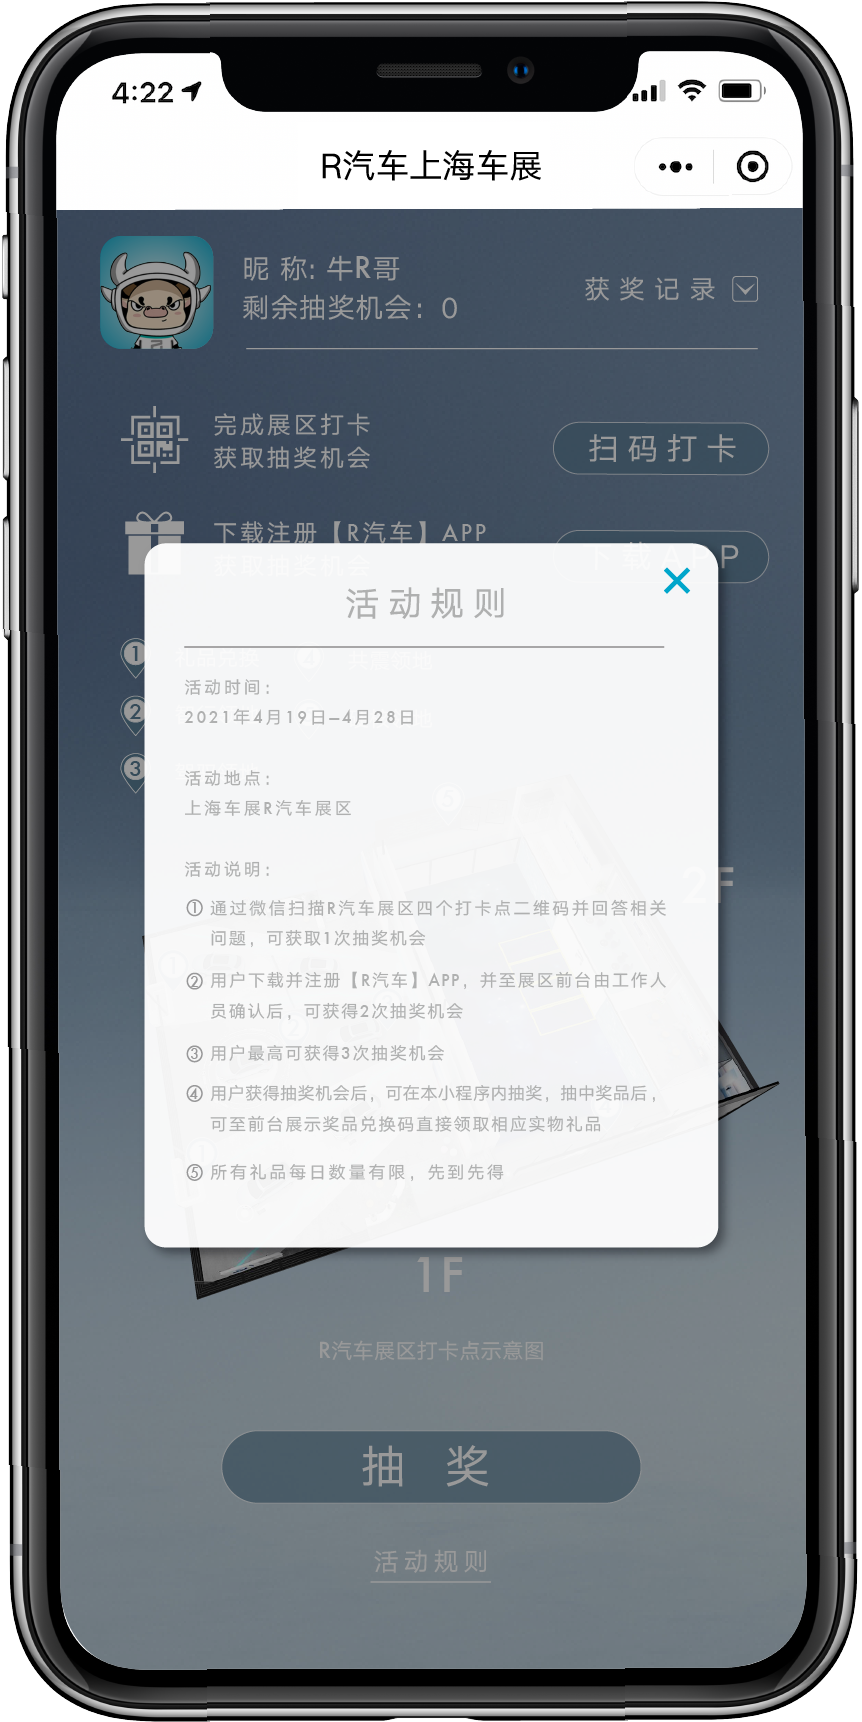 4:22
R汽车上海车展
昵 称: 牛R哥
剩余抽奖机会: 0
获奖记录
完成展区打卡
获取抽奖机会
扫码打卡
下载注册【R汽车】APP
获取抽奖机会
下载APP
活动规则
①
②
③
活动时间:
2021年4月19日—4月28日
活动地点:
上海车展R汽车展区
活动说明:
① 通过微信扫描R汽车展区四个打卡点二维码并回答相关
问题，可获取1次抽奖机会
② 用户下载并注册【R汽车】APP，并至展区前台由工作人
员确认后，可获得2次抽奖机会
③ 用户最高可获得3次抽奖机会
④ 用户获得抽奖机会后，可在本小程序内抽奖，抽中奖品后，
可至前台展示奖品兑换码直接领取相应实物礼品
⑤ 所有礼品每日数量有限，先到先得
2F
1F
R汽车展区打卡点示意图
抽 奖
活动规则